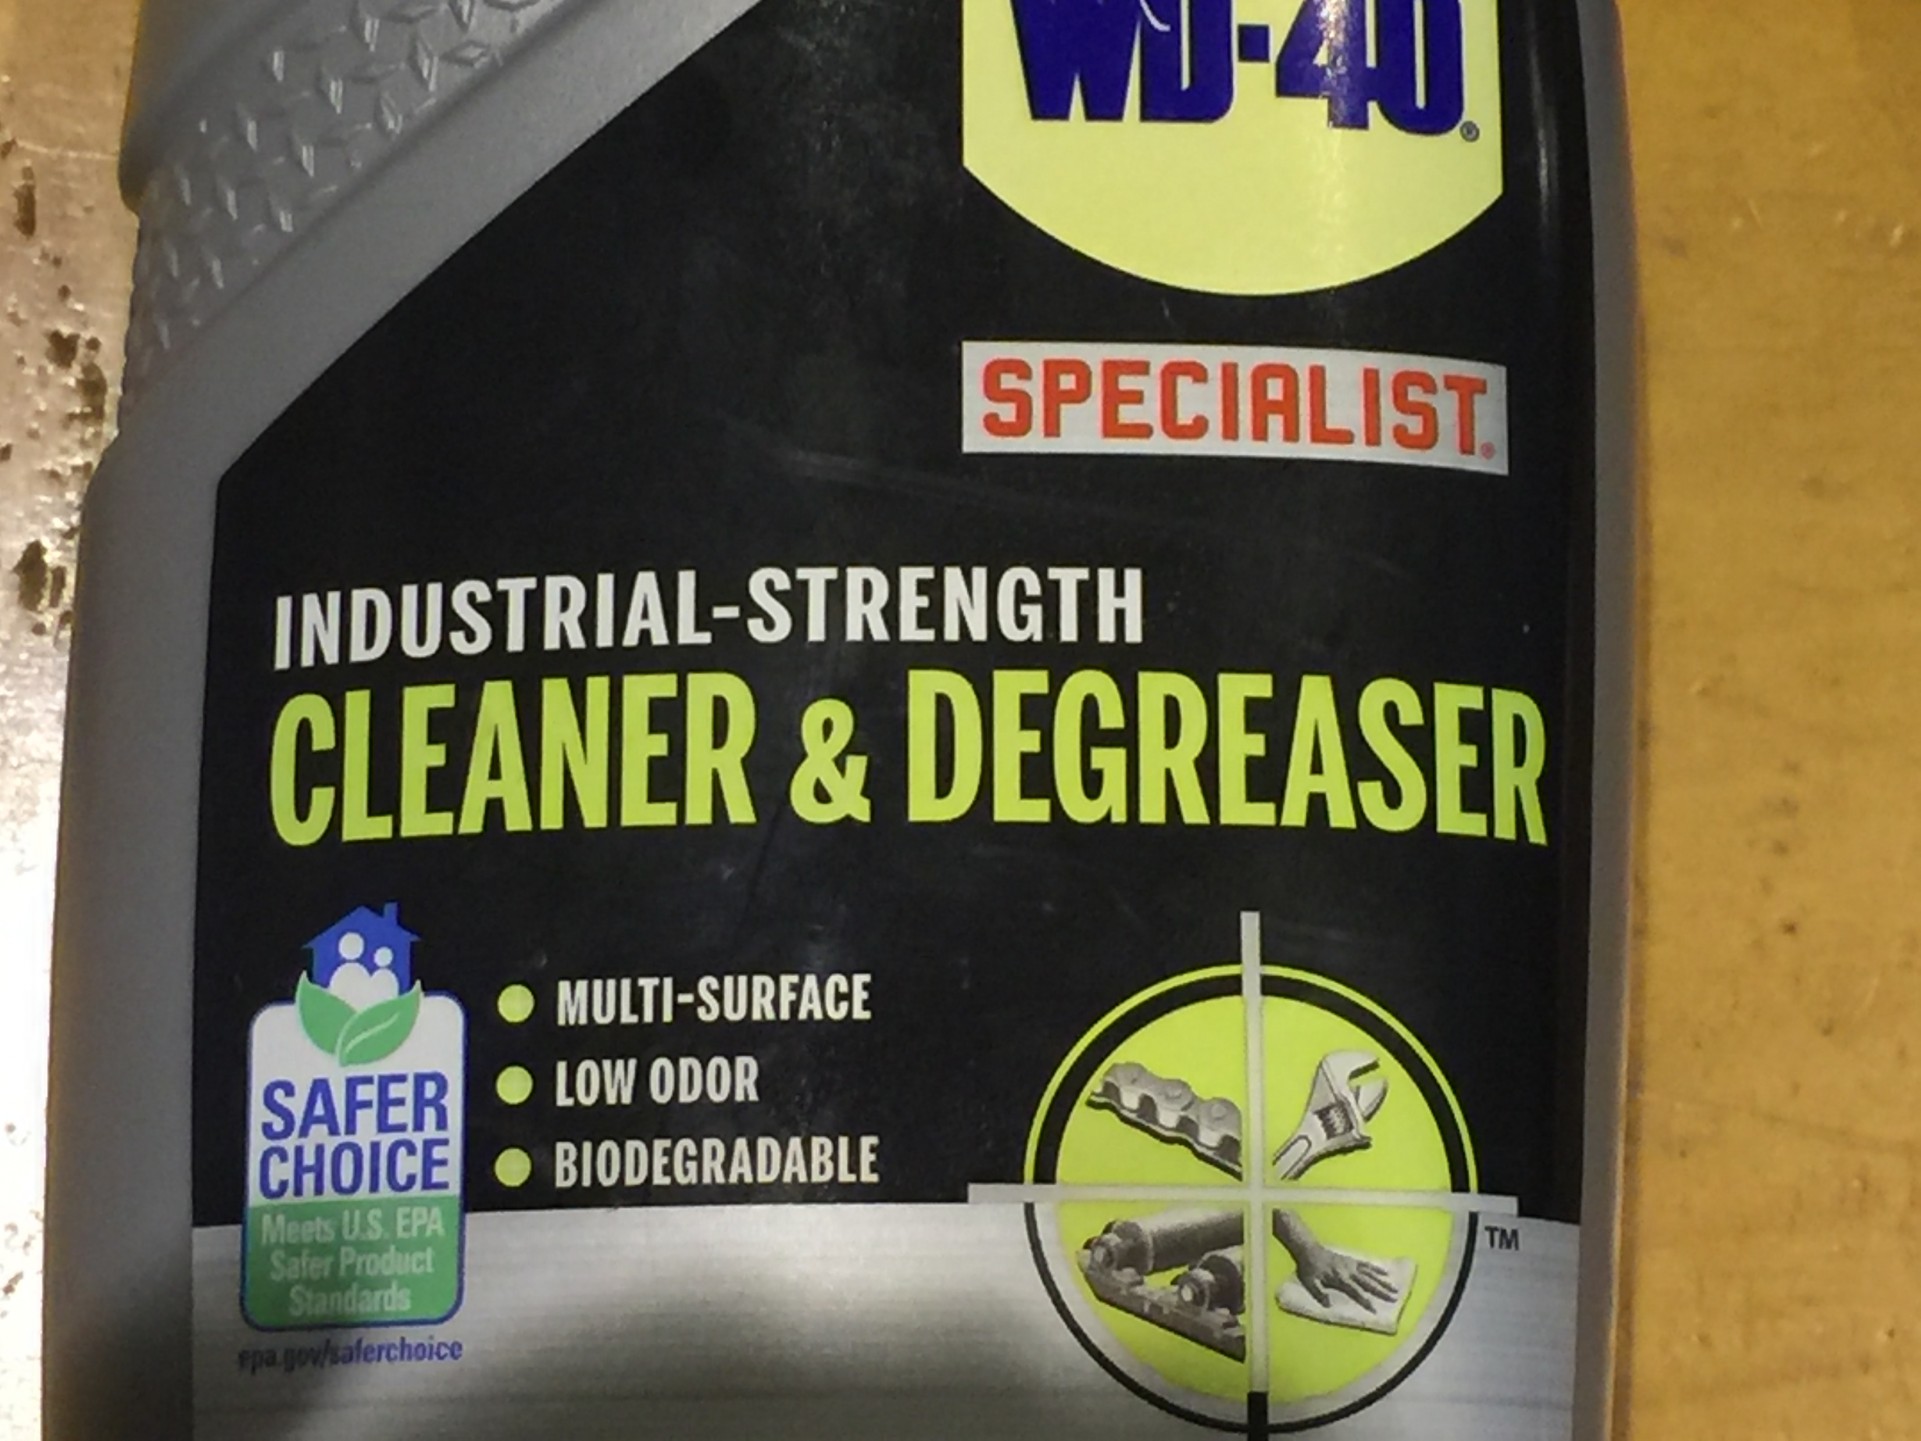 WD-40®
SPECIALIST®
INDUSTRIAL-STRENGTH
CLEANER & DEGREASER
SAFER
CHOICE
Meets U.S. EPA
Safer Product
Standards
epa.gov/saferchoice
MULTI-SURFACE
LOW ODOR
BIODEGRADABLE
TM